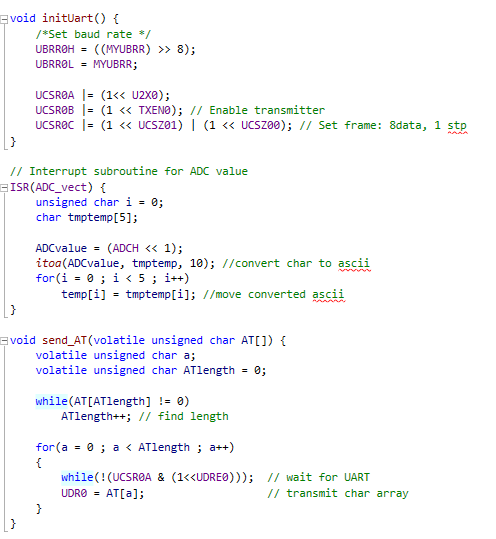 void initUart() {
/*Set baud rate */
UBRR0H = ((MYUBRR) >> 8);
UBRR0L = MYUBRR;
UCSR0A |= (1<< U2X0);
UCSR0B |= (1 << TXEN0); // Enable transmitter
UCSR0C |= (1 << UCSZ01) | (1 << UCSZ00); // Set frame: 8data, 1 stp
}
// Interrupt subroutine for ADC value
ISR(ADC_vect) {
unsigned char i = 0;
char tmptemp[5];
ADCvalue = (ADCH << 1);
itoa(ADCvalue, tmptemp, 10); //convert char to ascii
for(i = 0 ; i < 5 ; i++)
temp[i] = tmptemp[i]; //move converted ascii
}
void send_AT(volatile unsigned char AT[]) {
volatile unsigned char a;
volatile unsigned char ATlength = 0;
while(AT[ATlength] != 0)
ATlength++; // find length
for(a = 0 ; a < ATlength ; a++)
{
while(!(UCSR0A & (1<<UDRE0)));  // wait for UART
UDR0 = AT[a];                   // transmit char array
}
}